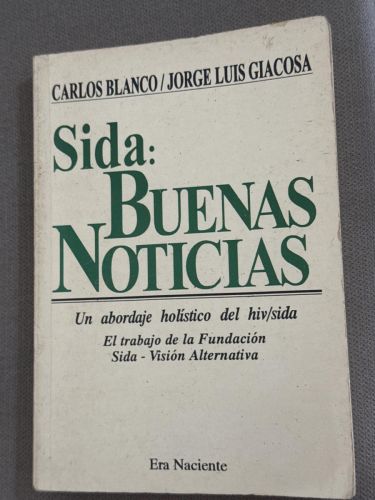 CARLOS BLANCO/JORGE LUIS GIACOSA
Sida:
BUENAS
NOTICIAS
Un abordaje holístico del hiv/sida
El trabajo de la Fundación
Sida - Visión Alternativa
Era Naciente